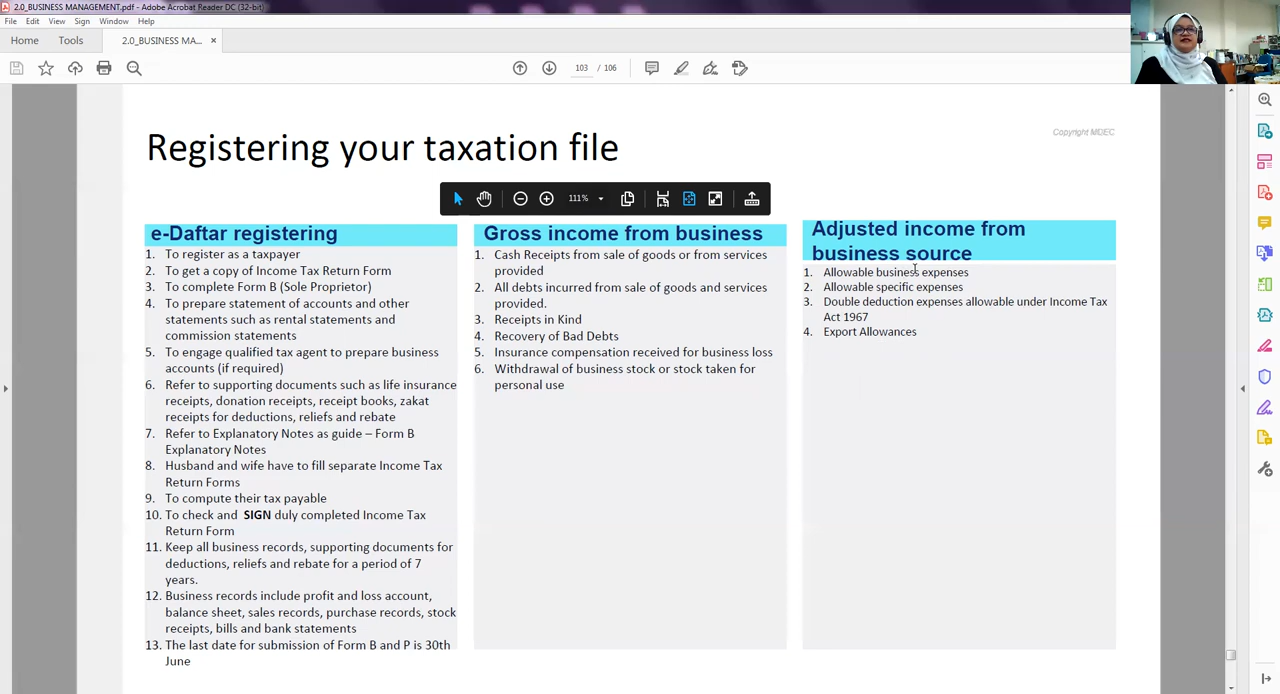 2.0_BUSINESS MANAGEMENT.pdf - Adobe Acrobat Reader DC (32-bit)
File Edit View Sign Window Help
Home Tools 2.0_BUSINESS MA... ×
103 / 106
Copyright MDEC
Registering your taxation file
111%
e-Daftar registering
1. To register as a taxpayer
2. To get a copy of Income Tax Return Form
3. To complete Form B (Sole Proprietor)
4. To prepare statement of accounts and other
statements such as rental statements and
commission statements
5. To engage qualified tax agent to prepare business
accounts (if required)
6. Refer to supporting documents such as life insurance
receipts, donation receipts, receipt books, zakat
receipts for deductions, reliefs and rebate
7. Refer to Explanatory Notes as guide – Form B
Explanatory Notes
8. Husband and wife have to fill separate Income Tax
Return Forms
9. To compute their tax payable
10. To check and SIGN duly completed Income Tax
Return Form
11. Keep all business records, supporting documents for
deductions, reliefs and rebate for a period of 7
years.
12. Business records include profit and loss account,
balance sheet, sales records, purchase records, stock
receipts, bills and bank statements
13. The last date for submission of Form B and P is 30th
June
Gross income from business
1. Cash Receipts from sale of goods or from services
provided
2. All debts incurred from sale of goods and services
provided.
3. Receipts in Kind
4. Recovery of Bad Debts
5. Insurance compensation received for business loss
6. Withdrawal of business stock or stock taken for
personal use
Adjusted income from
business source
1. Allowable business expenses
2. Allowable specific expenses
3. Double deduction expenses allowable under Income Tax
Act 1967
4. Export Allowances